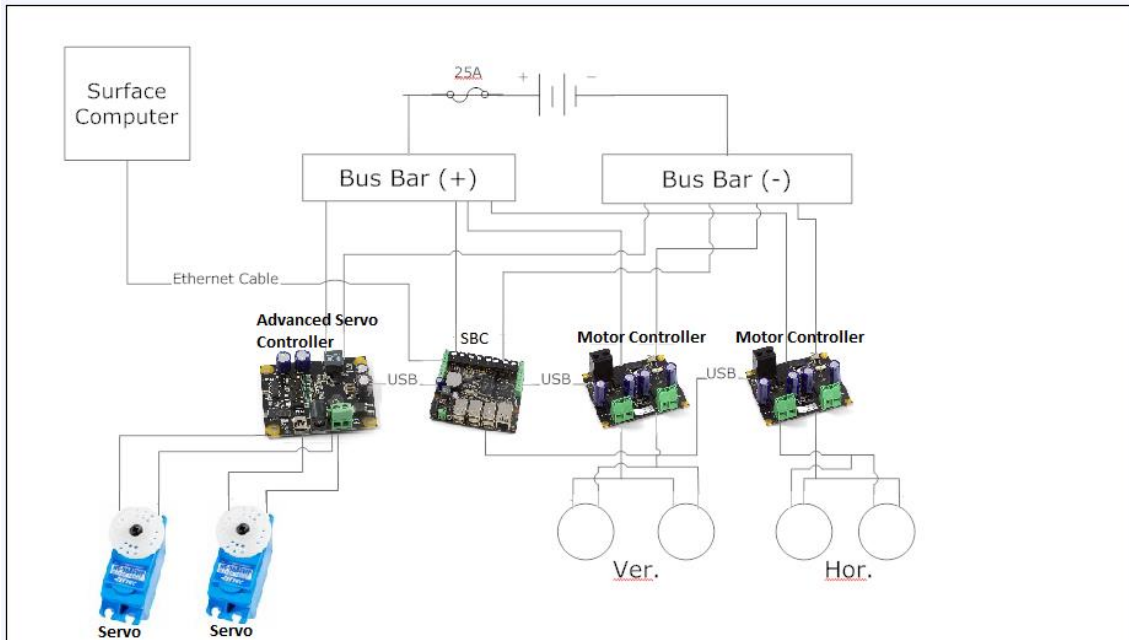 Surface
Computer
25A
+
−
Bus Bar (+)
Bus Bar (-)
Ethernet Cable
Advanced Servo
Controller
SBC
Motor Controller
Motor Controller
USB
USB
USB
Ver.
Hor.
Servo
Servo